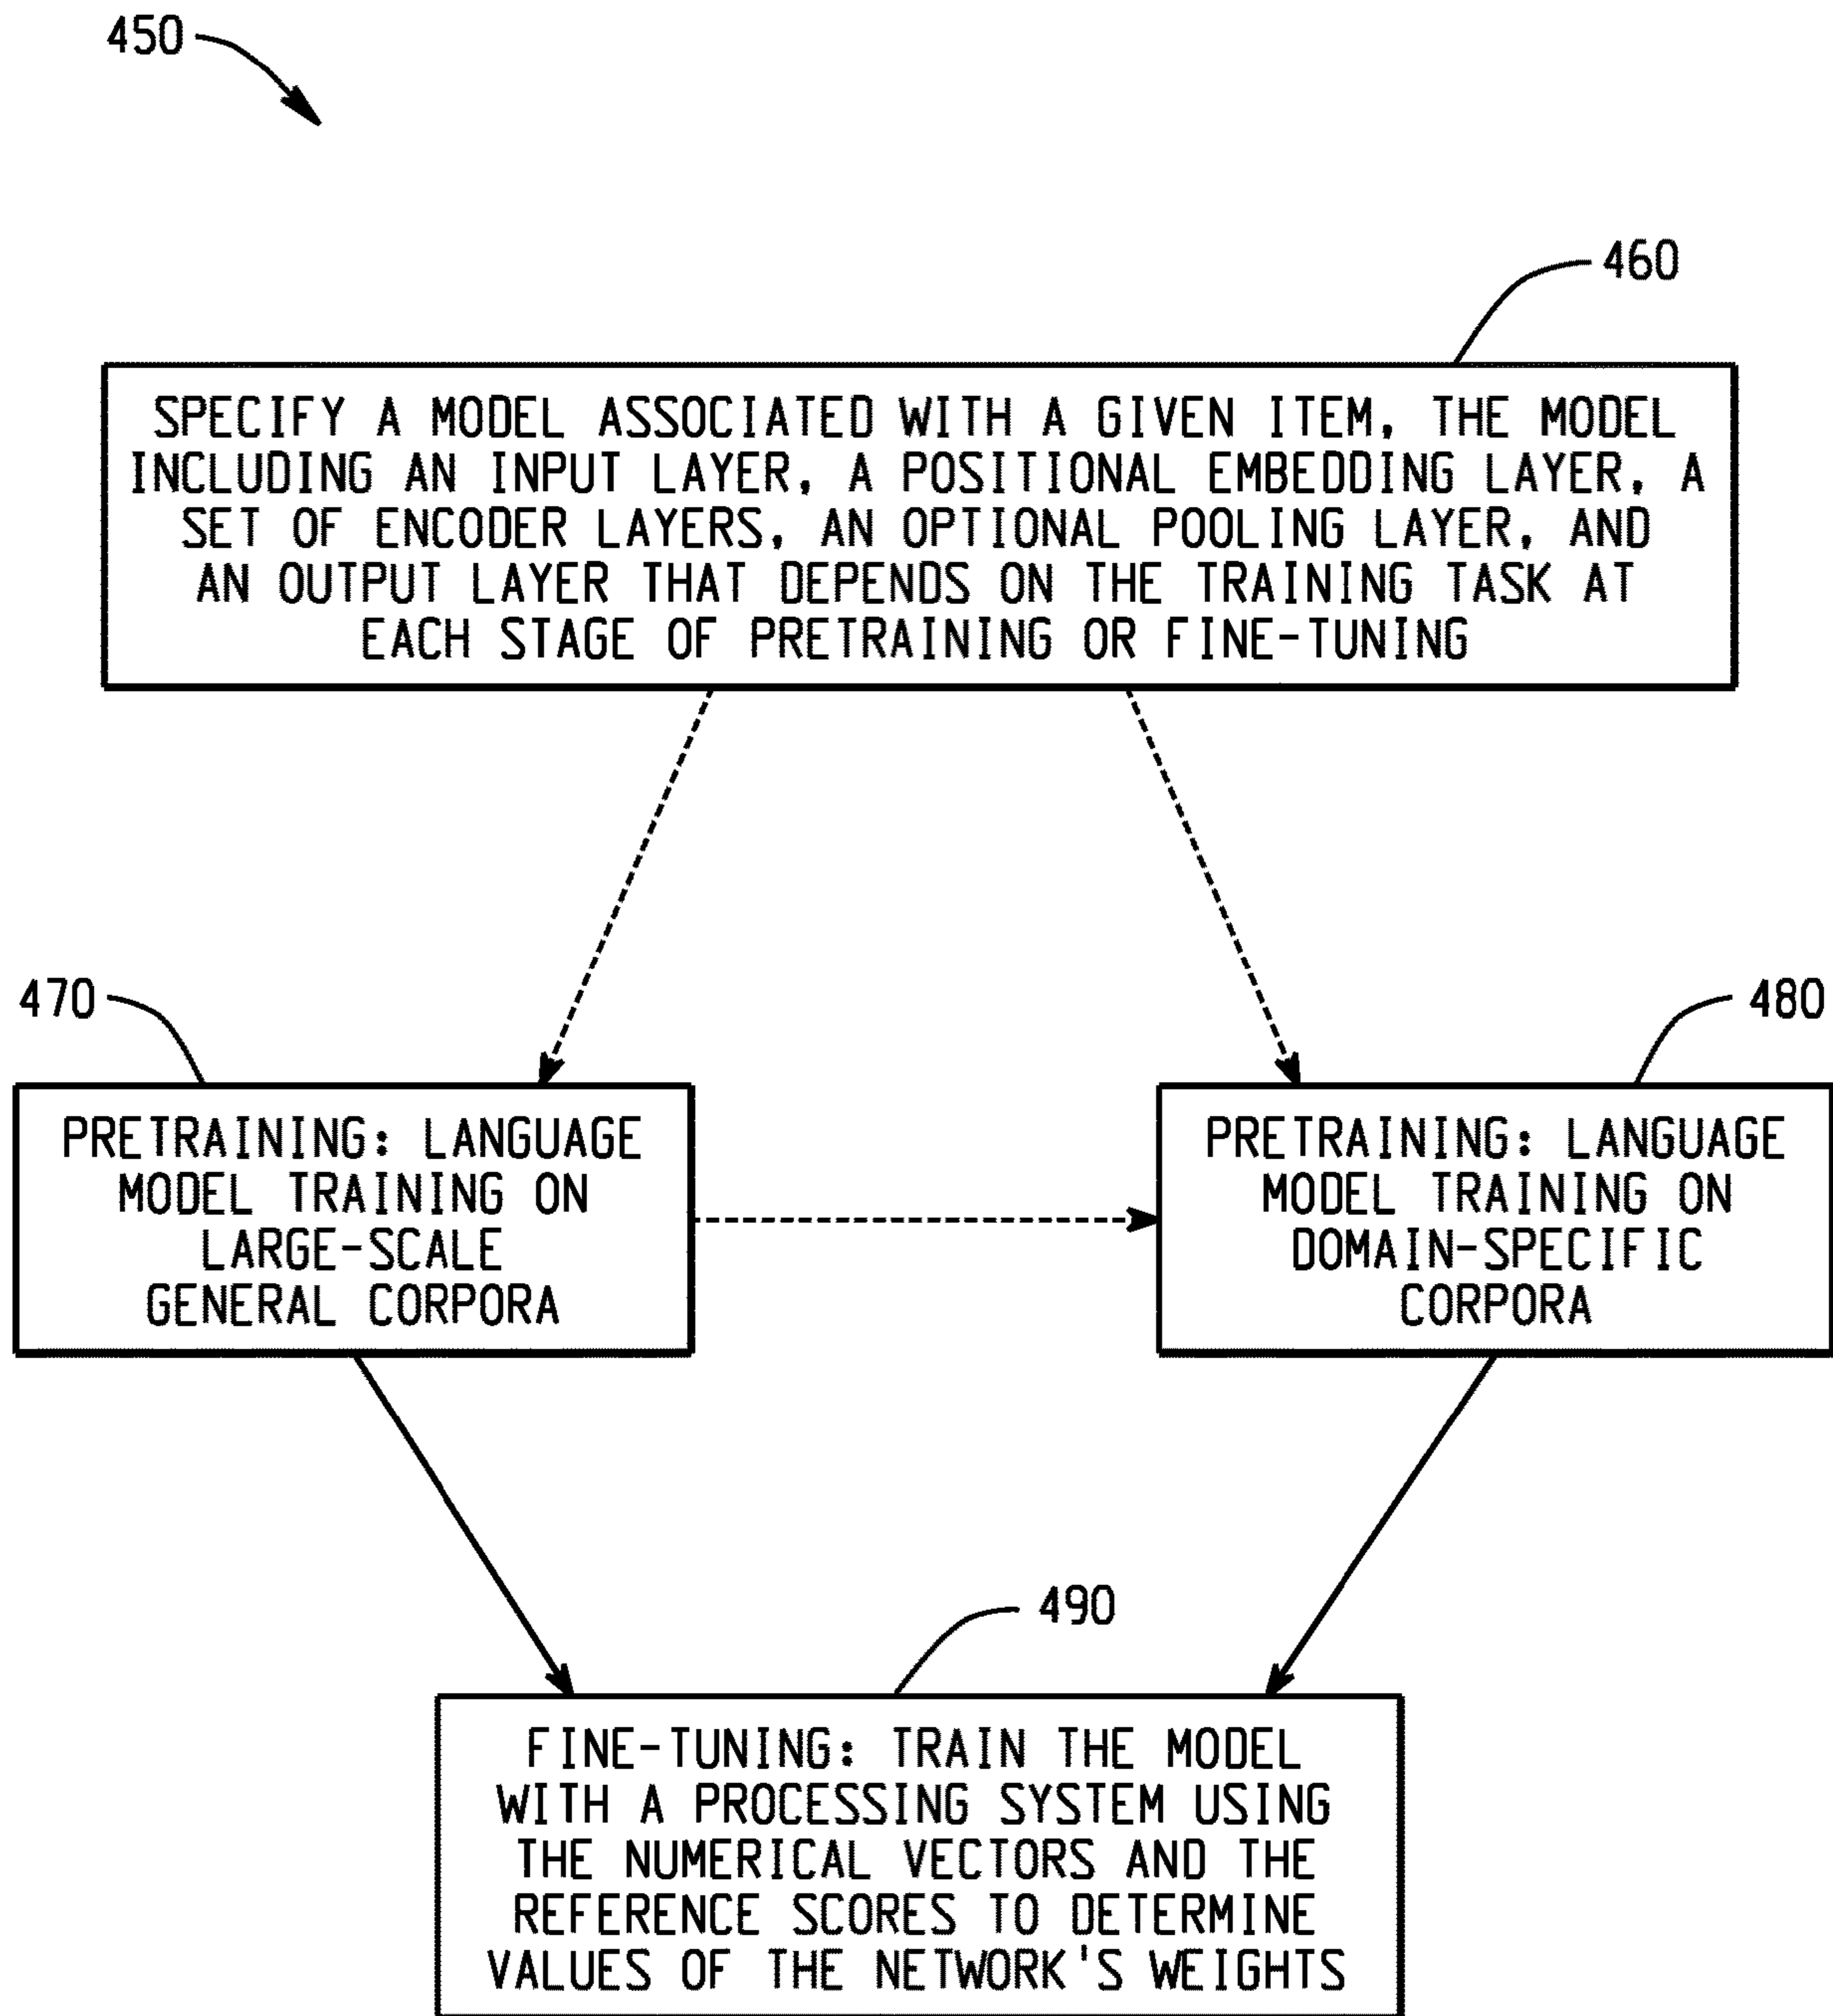 450
460
SPECIFY A MODEL ASSOCIATED WITH A GIVEN ITEM, THE MODEL
INCLUDING AN INPUT LAYER, A POSITIONAL EMBEDDING LAYER, A
SET OF ENCODER LAYERS, AN OPTIONAL POOLING LAYER, AND
AN OUTPUT LAYER THAT DEPENDS ON THE TRAINING TASK AT
EACH STAGE OF PRETRAINING OR FINE-TUNING
470
PRETRAINING: LANGUAGE
MODEL TRAINING ON
LARGE-SCALE
GENERAL CORPORA
480
PRETRAINING: LANGUAGE
MODEL TRAINING ON
DOMAIN-SPECIFIC
CORPORA
490
FINE-TUNING: TRAIN THE MODEL
WITH A PROCESSING SYSTEM USING
THE NUMERICAL VECTORS AND THE
REFERENCE SCORES TO DETERMINE
VALUES OF THE NETWORK'S WEIGHTS